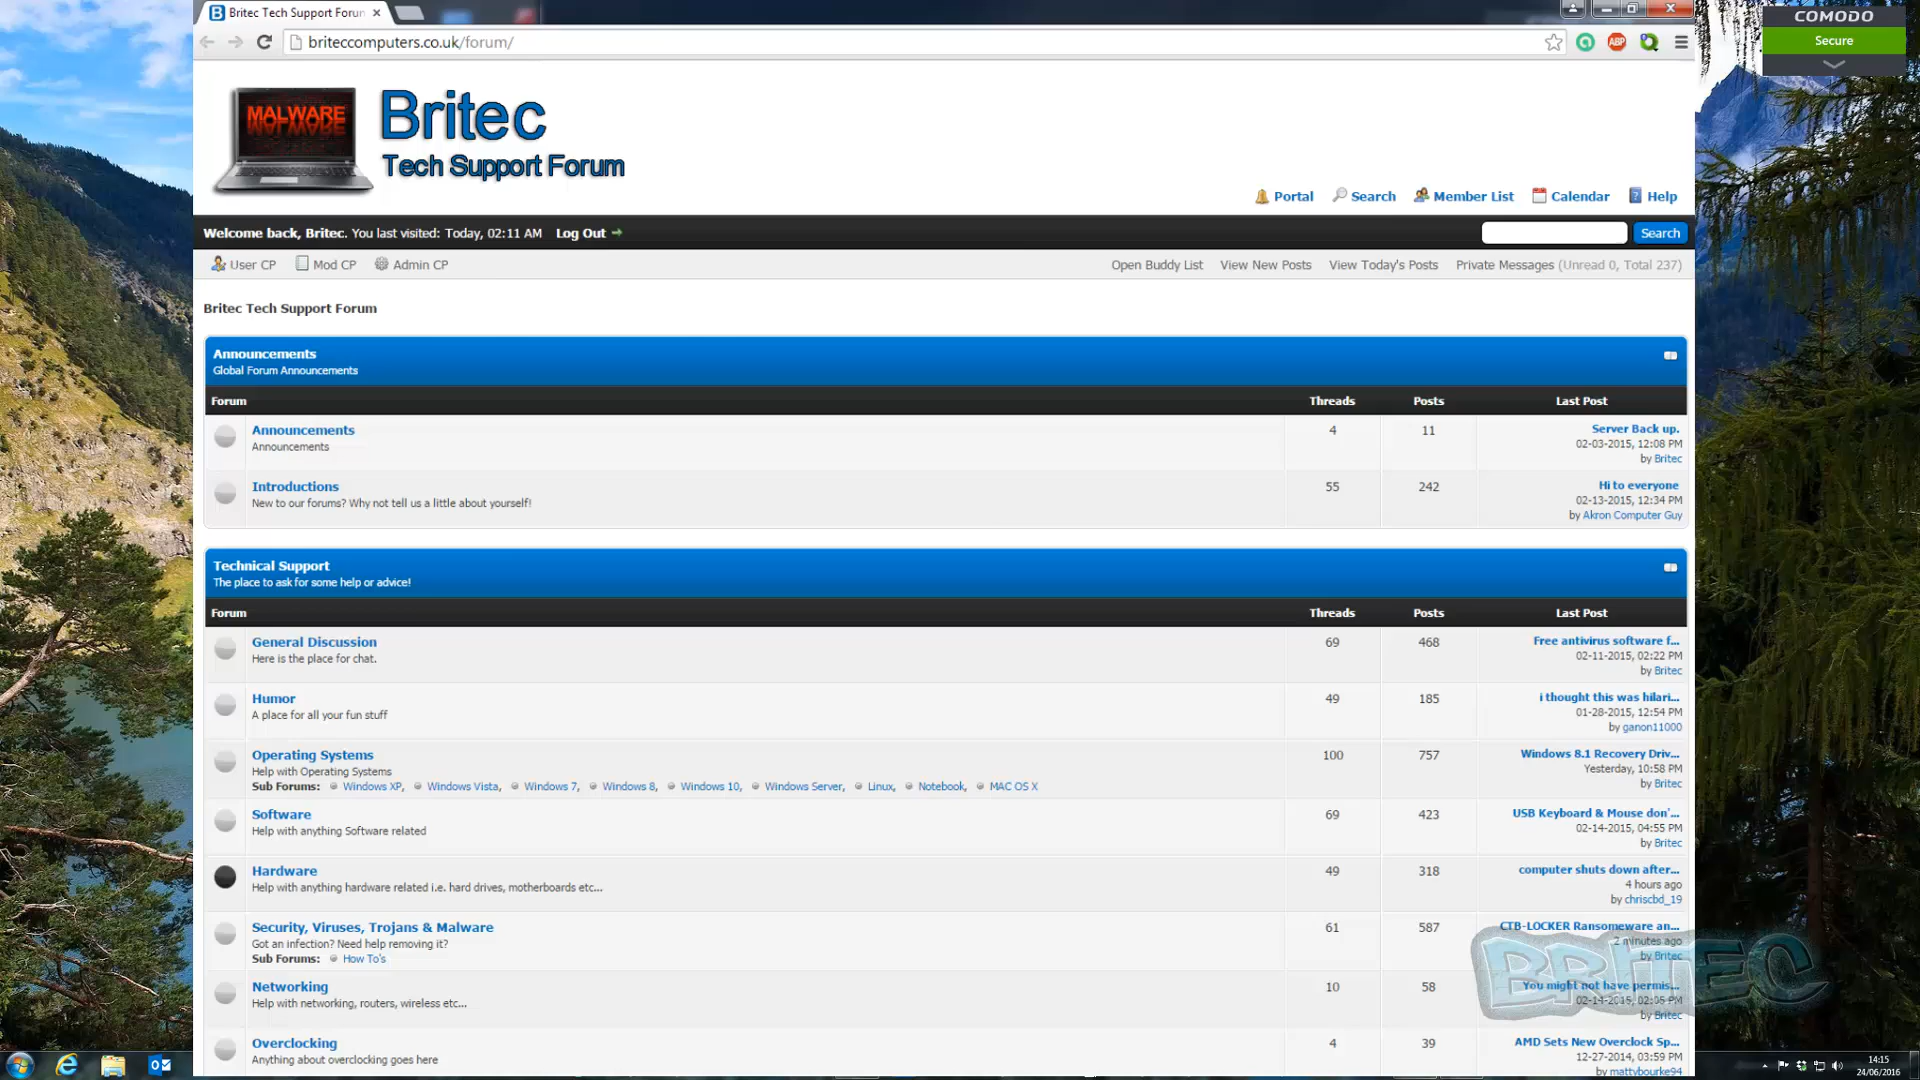 Britec Tech Support Forum
COMODO
Secure
briteccomputers.co.uk/forum/
ABP
MALWARE
Britec
Tech Support Forum
Portal Search Member List Calendar Help
Welcome back, Britec. You last visited: Today, 02:11 AM Log Out
Search
User CP Mod CP Admin CP
Open Buddy List View New Posts View Today's Posts Private Messages (Unread 0, Total 237)
Britec Tech Support Forum
Announcements
Global Forum Announcements
Forum Threads Posts Last Post
Announcements 4 11 Server Back up.
Announcements 02-03-2015, 12:08 PM
by Britec
Introductions 55 242 Hi to everyone
New to our forums? Why not tell us a little about yourself! 02-13-2015, 12:34 PM
by Akron Computer Guy
Technical Support
The place to ask for some help or advice!
Forum Threads Posts Last Post
General Discussion 69 468 Free antivirus software f...
Here is the place for chat. 02-11-2015, 02:22 PM
by Britec
Humor 49 185 i thought this was hilari...
A place for all your fun stuff 01-28-2015, 12:54 PM
by ganon11000
Operating Systems 100 757 Windows 8.1 Recovery Driv...
Help with Operating Systems Yesterday, 10:58 PM
Sub Forums: Windows XP, Windows Vista, Windows 7, Windows 8, Windows 10, Windows Server, Linux, Notebook, MAC OS X by Britec
Software 69 423 USB Keyboard & Mouse don'...
Help with anything Software related 02-14-2015, 04:55 PM
by Britec
Hardware 49 318 computer shuts down after...
Help with anything hardware related i.e. hard drives, motherboards etc... 4 hours ago
by chriscbd_19
Security, Viruses, Trojans & Malware 61 587 CTB-LOCKER Ransomeware an...
Got an infection? Need help removing it? 2 minutes ago
Sub Forums: How To's by Britec
BRITEC
Networking 10 58 You might not have permis...
Help with networking, routers, wireless etc... 02-14-2015, 02:05 PM
by Britec
Overclocking 4 39 AMD Sets New Overclock Sp...
Anything about overclocking goes here 12-27-2014, 03:59 PM
by mattybourke94
14:15
24/06/2016